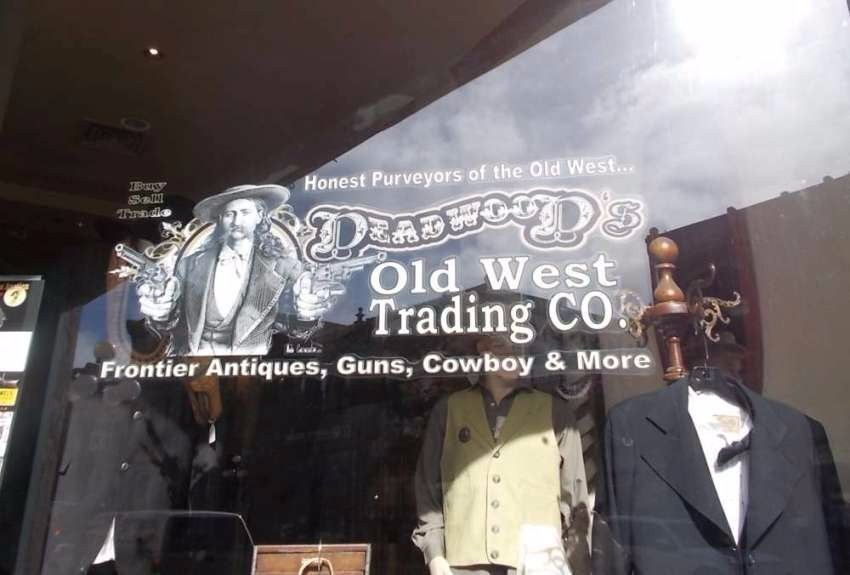 Buy
Sell
Trade
Honest Purveyors of the Old West...
DEADWOOD'S
Old West
Trading CO.
Frontier Antiques, Guns, Cowboy & More